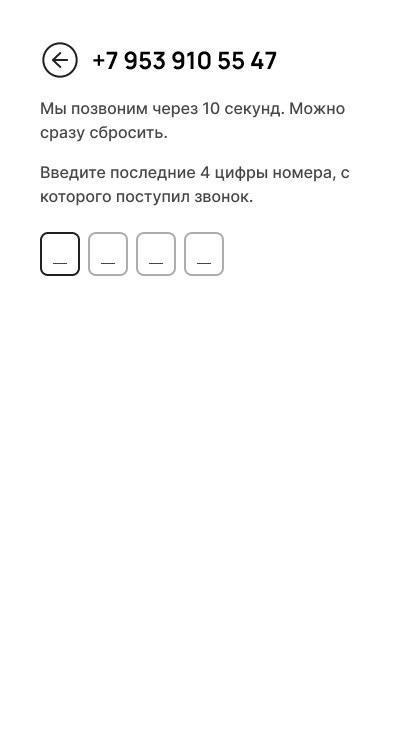 +7 953 910 55 47
Мы позвоним через 10 секунд. Можно
сразу сбросить.
Введите последние 4 цифры номера, с
которого поступил звонок.
_ _ _ _